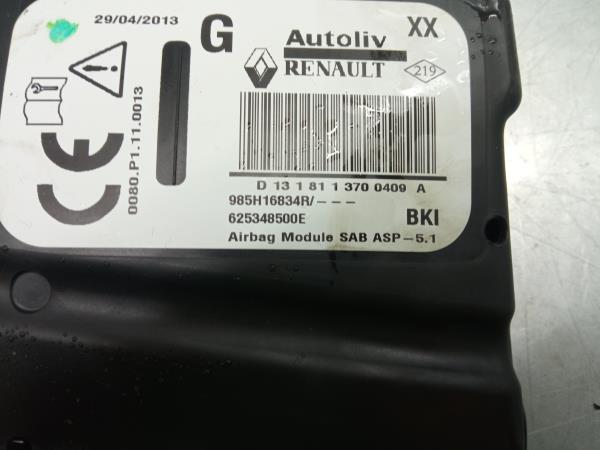 29/04/2013
G
Autoliv
XX
RENAULT
219
0080.P1.11.0013
CE
D 13 1 81 1 370 0409 A
985H16834R/---
625348500E
BKI
Airbag Module SAB ASP-5.1